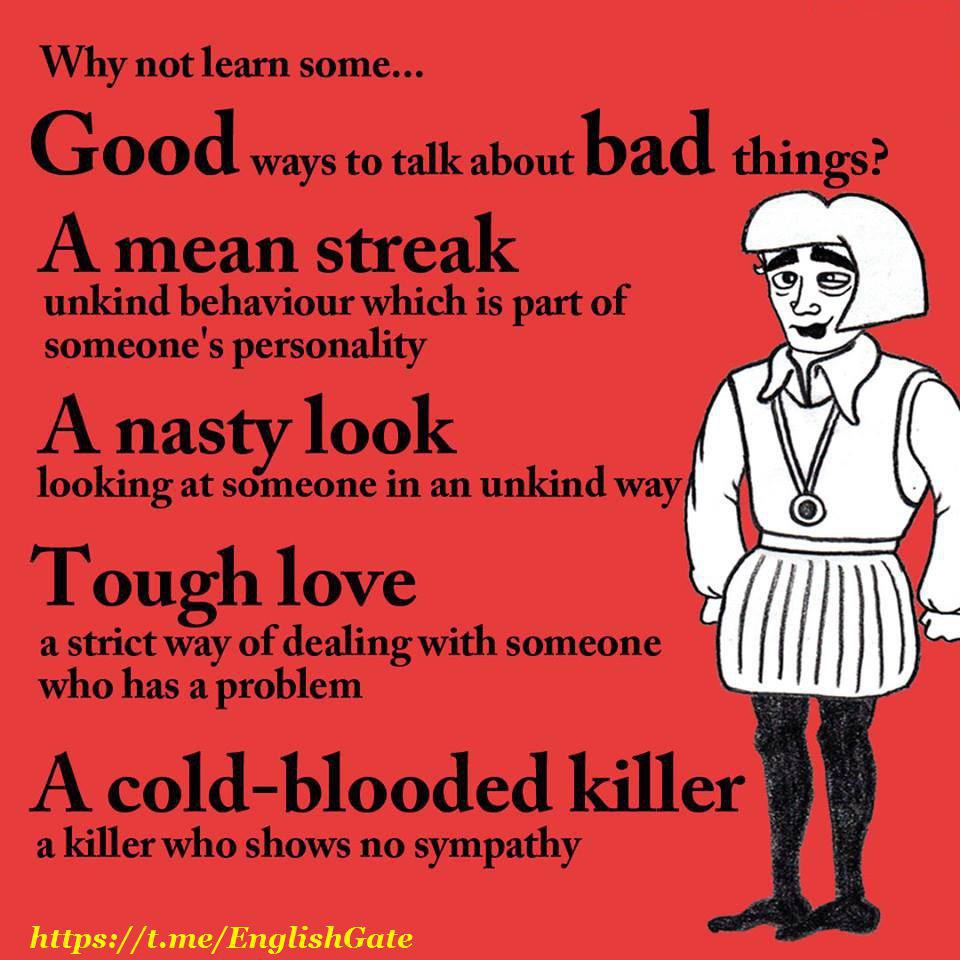 Why not learn some...
Good ways to talk about bad things?
A mean streak
unkind behaviour which is part of
someone's personality
A nasty look
looking at someone in an unkind way
Tough love
a strict way of dealing with someone
who has a problem
A cold-blooded killer
a killer who shows no sympathy
https://t.me/EnglishGate